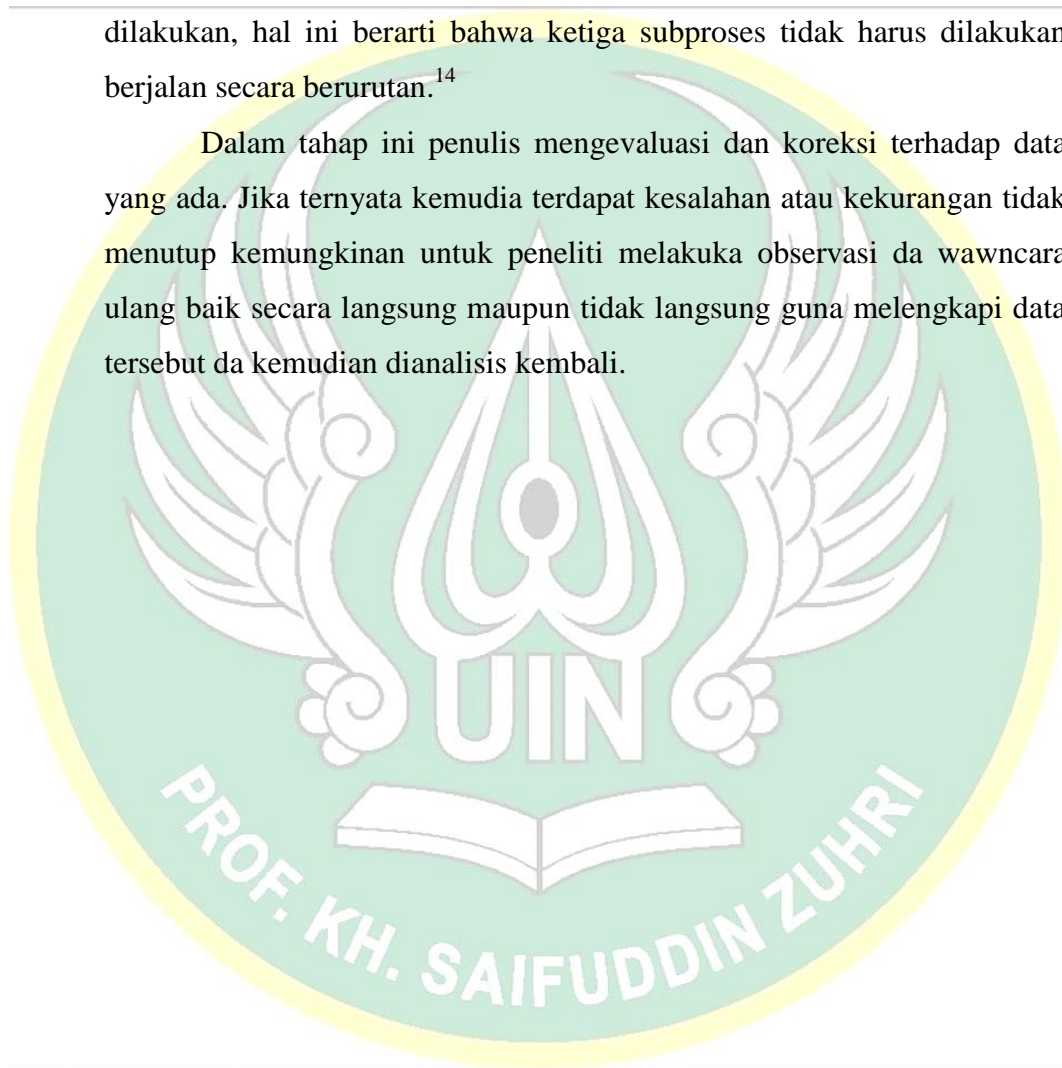 dilakukan, hal ini berarti bahwa ketiga subproses tidak harus dilakukan
berjalan secara berurutan.14
Dalam tahap ini penulis mengevaluasi dan koreksi terhadap data
yang ada. Jika ternyata kemudia terdapat kesalahan atau kekurangan tidak
menutup kemungkinan untuk peneliti melakuka observasi da wawncara
ulang baik secara langsung maupun tidak langsung guna melengkapi data
tersebut da kemudian dianalisis kembali.
UIN
PROF. KH. SAIFUDDIN ZUHRI